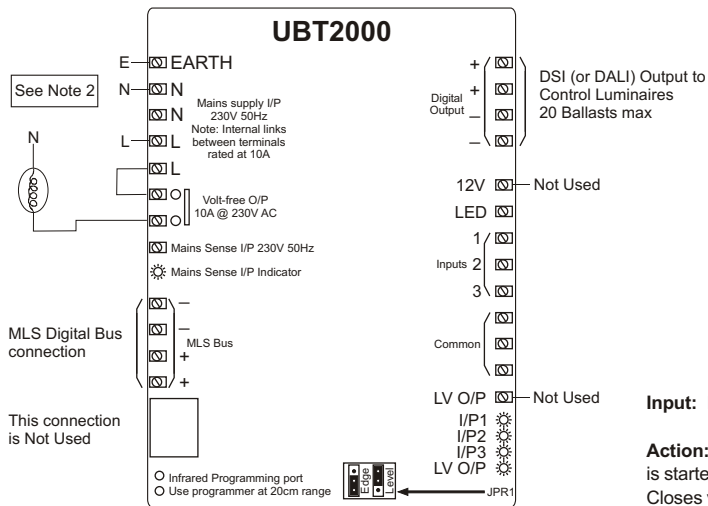 UBT2000
E
EARTH
N
N
See Note 2
N
Mains supply I/P
230V 50Hz
Note: Internal links
between terminals
rated at 10A
L
L
L
N
Volt-free O/P
10A @ 230V AC
Mains Sense I/P 230V 50Hz
Mains Sense I/P Indicator
–
–
+
+
MLS Bus
MLS Digital Bus
connection
This connection
is Not Used
Infrared Programming port
Use programmer at 20cm range
Edge
Level
JPR1
+
+
–
–
Digital
Output
DSI (or DALI) Output to
Control Luminaires
20 Ballasts max
12V
Not Used
LED
1
Inputs 2
3
Common
LV O/P
Not Used
I/P1
I/P2
I/P3
LV O/P
Input:
Action:
is starte
Closes